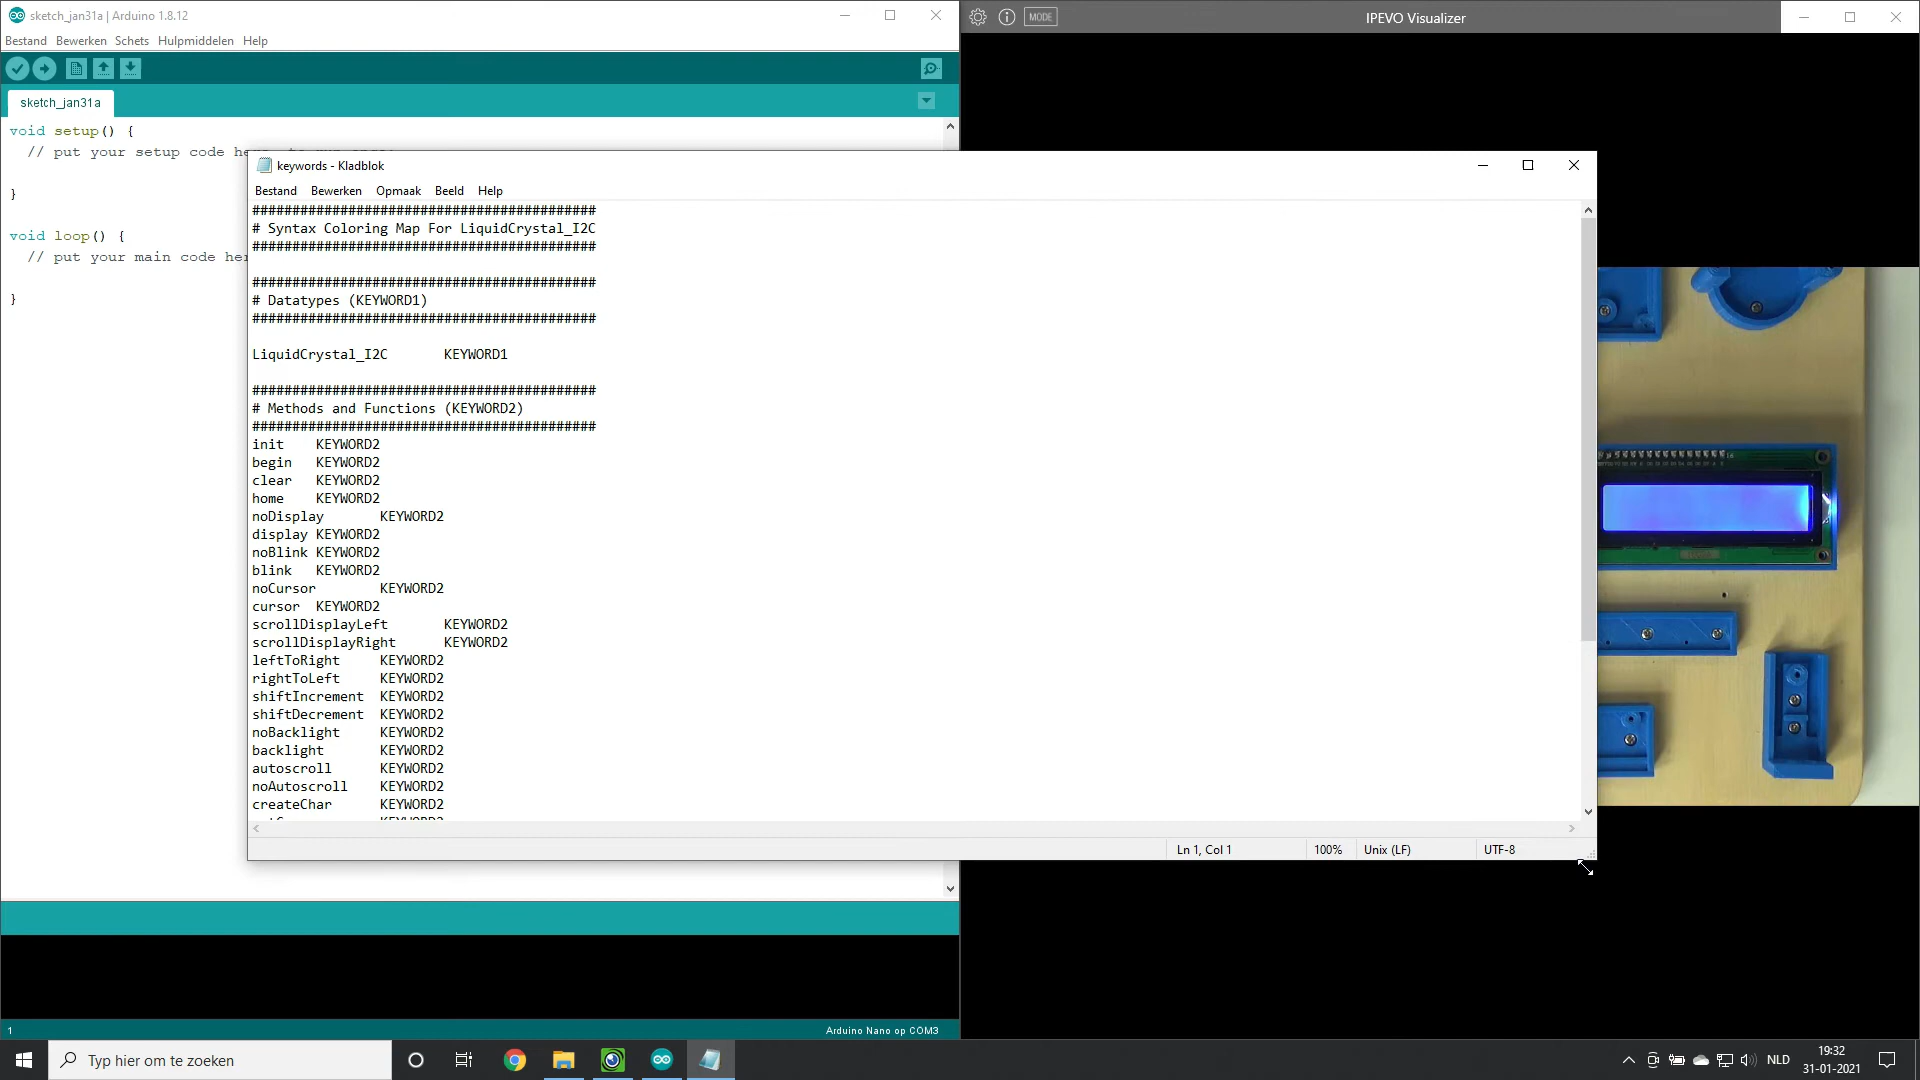 sketch_jan31a | Arduino 1.8.12
Bestand Bewerken Schets Hulpmiddelen Help
sketch_jan31a
void setup() {
// put your setup code
}
void loop() {
// put your main code
}
MODE
IPEVO Visualizer
keywords - Kladblok
Bestand Bewerken Opmaak Beeld Help
###########################################
# Syntax Coloring Map For LiquidCrystal_I2C
###########################################
###########################################
# Datatypes (KEYWORD1)
###########################################
LiquidCrystal_I2C KEYWORD1
###########################################
# Methods and Functions (KEYWORD2)
###########################################
init KEYWORD2
begin KEYWORD2
clear KEYWORD2
home KEYWORD2
noDisplay KEYWORD2
display KEYWORD2
noBlink KEYWORD2
blink KEYWORD2
noCursor KEYWORD2
cursor KEYWORD2
scrollDisplayLeft KEYWORD2
scrollDisplayRight KEYWORD2
leftToRight KEYWORD2
rightToLeft KEYWORD2
shiftIncrement KEYWORD2
shiftDecrement KEYWORD2
noBacklight KEYWORD2
backlight KEYWORD2
autoscroll KEYWORD2
noAutoscroll KEYWORD2
createChar KEYWORD2
Ln 1, Col 1 100% Unix (LF) UTF-8
1 Arduino Nano op COM3
Typ hier om te zoeken
NLD
19:32
31-01-2021